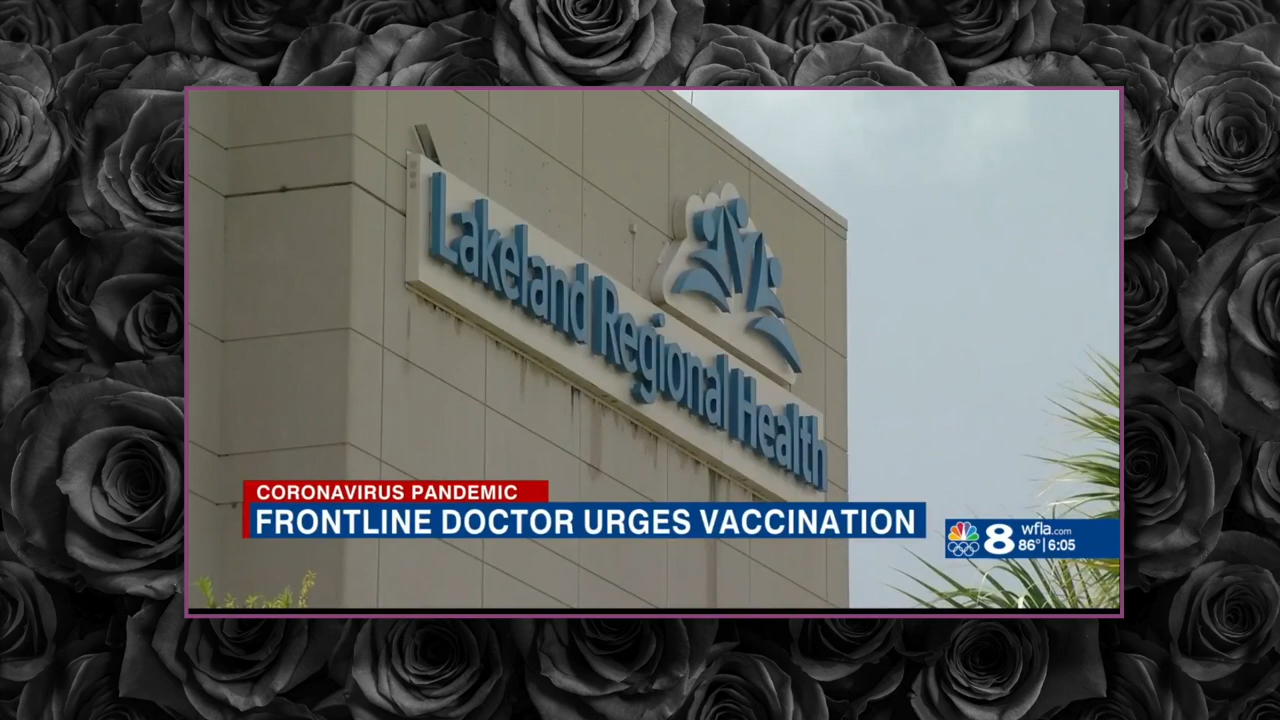 Lakeland Regional Health
CORONAVIRUS PANDEMIC
FRONTLINE DOCTOR URGES VACCINATION
8 wfla.com
86° | 6:05